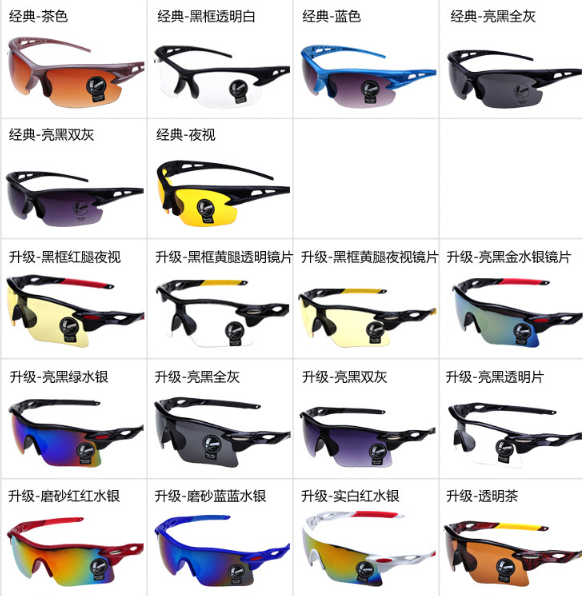 经典-茶色
经典-黑框透明白
经典-蓝色
经典-亮黑全灰
经典-亮黑双灰
经典-夜视
升级-黑框红腿夜视
升级-黑框黄腿透明镜片
升级-黑框黄腿夜视镜片
升级-亮黑金水银镜片
升级-亮黑绿水银
升级-亮黑全灰
升级-亮黑双灰
升级-亮黑透明片
升级-磨砂红红水银
升级-磨砂蓝蓝水银
升级-实白红水银
升级-透明茶